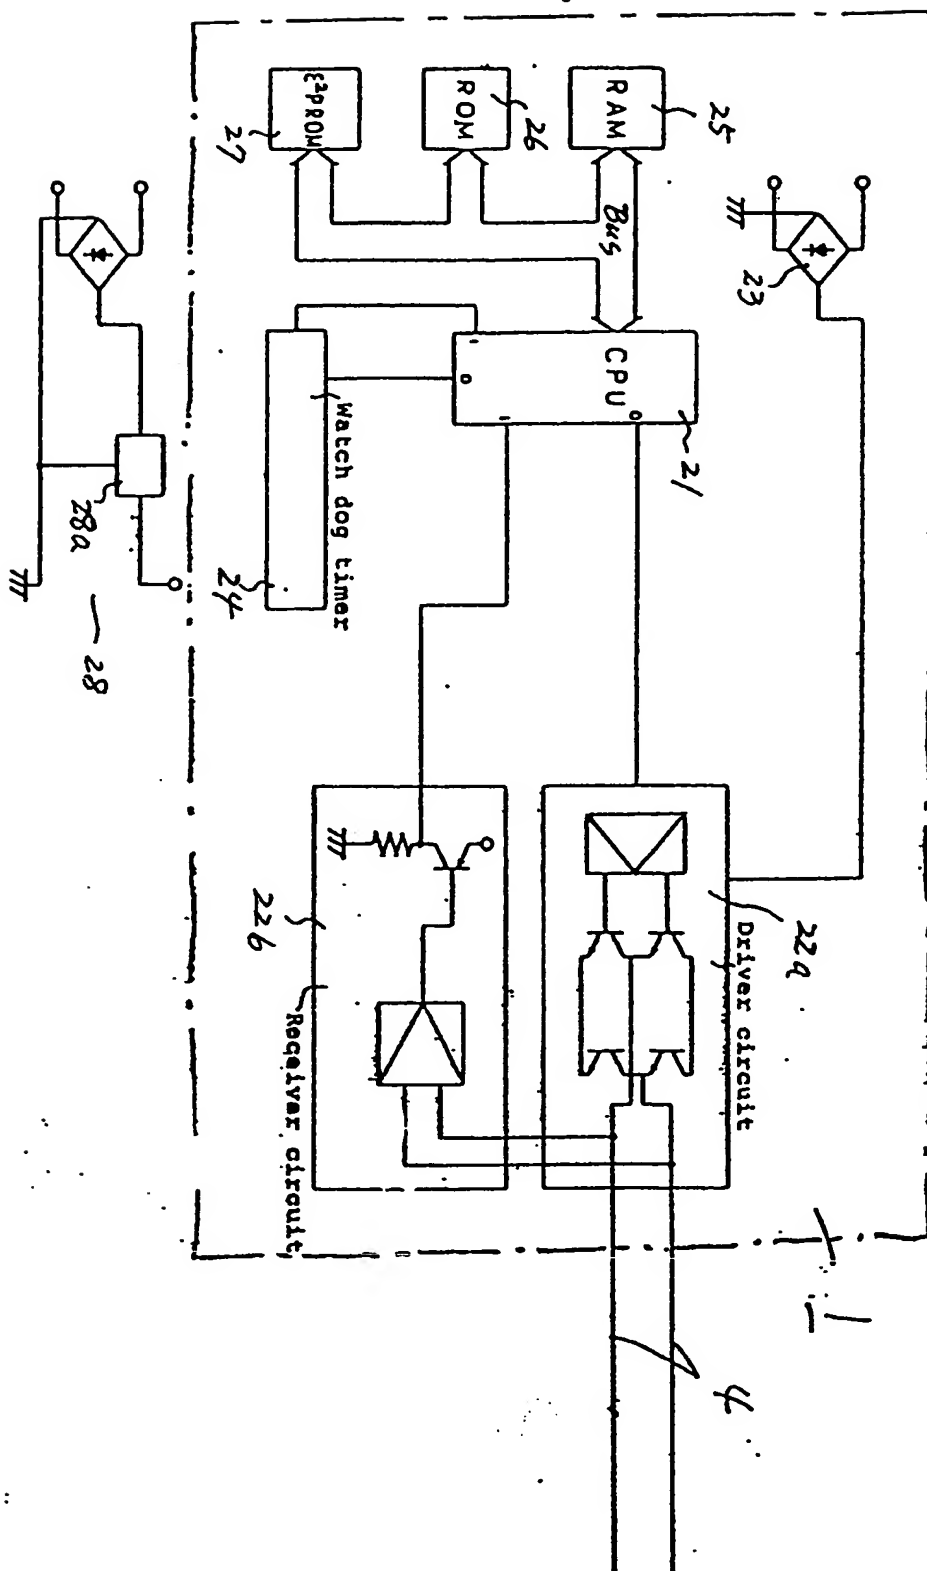 23
RAM
25
ROM
26
E²PROM
27
Bus
CPU
21
Watch dog timer
24
22a
Driver circuit
22b
Receiver circuit
28a
28
1
4